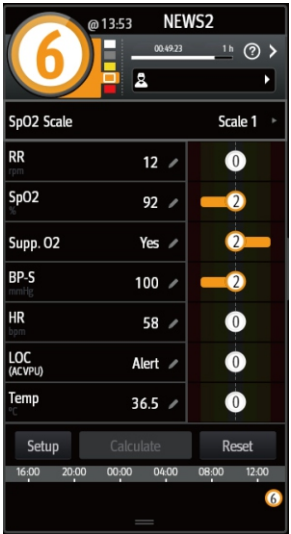 @ 13:53 NEWS2
6
00:49:23 1 h ?
SpO2 Scale Scale 1
RR 12 0
rpm
SpO2 92 2
%
Supp. O2 Yes 2
BP-S 100 2
mmHg
HR 58 0
bpm
LOC Alert 0
(ACVPU)
Temp 36.5 0
°C
Setup Calculate Reset
16:00 20:00 00:00 04:00 08:00 12:00
6